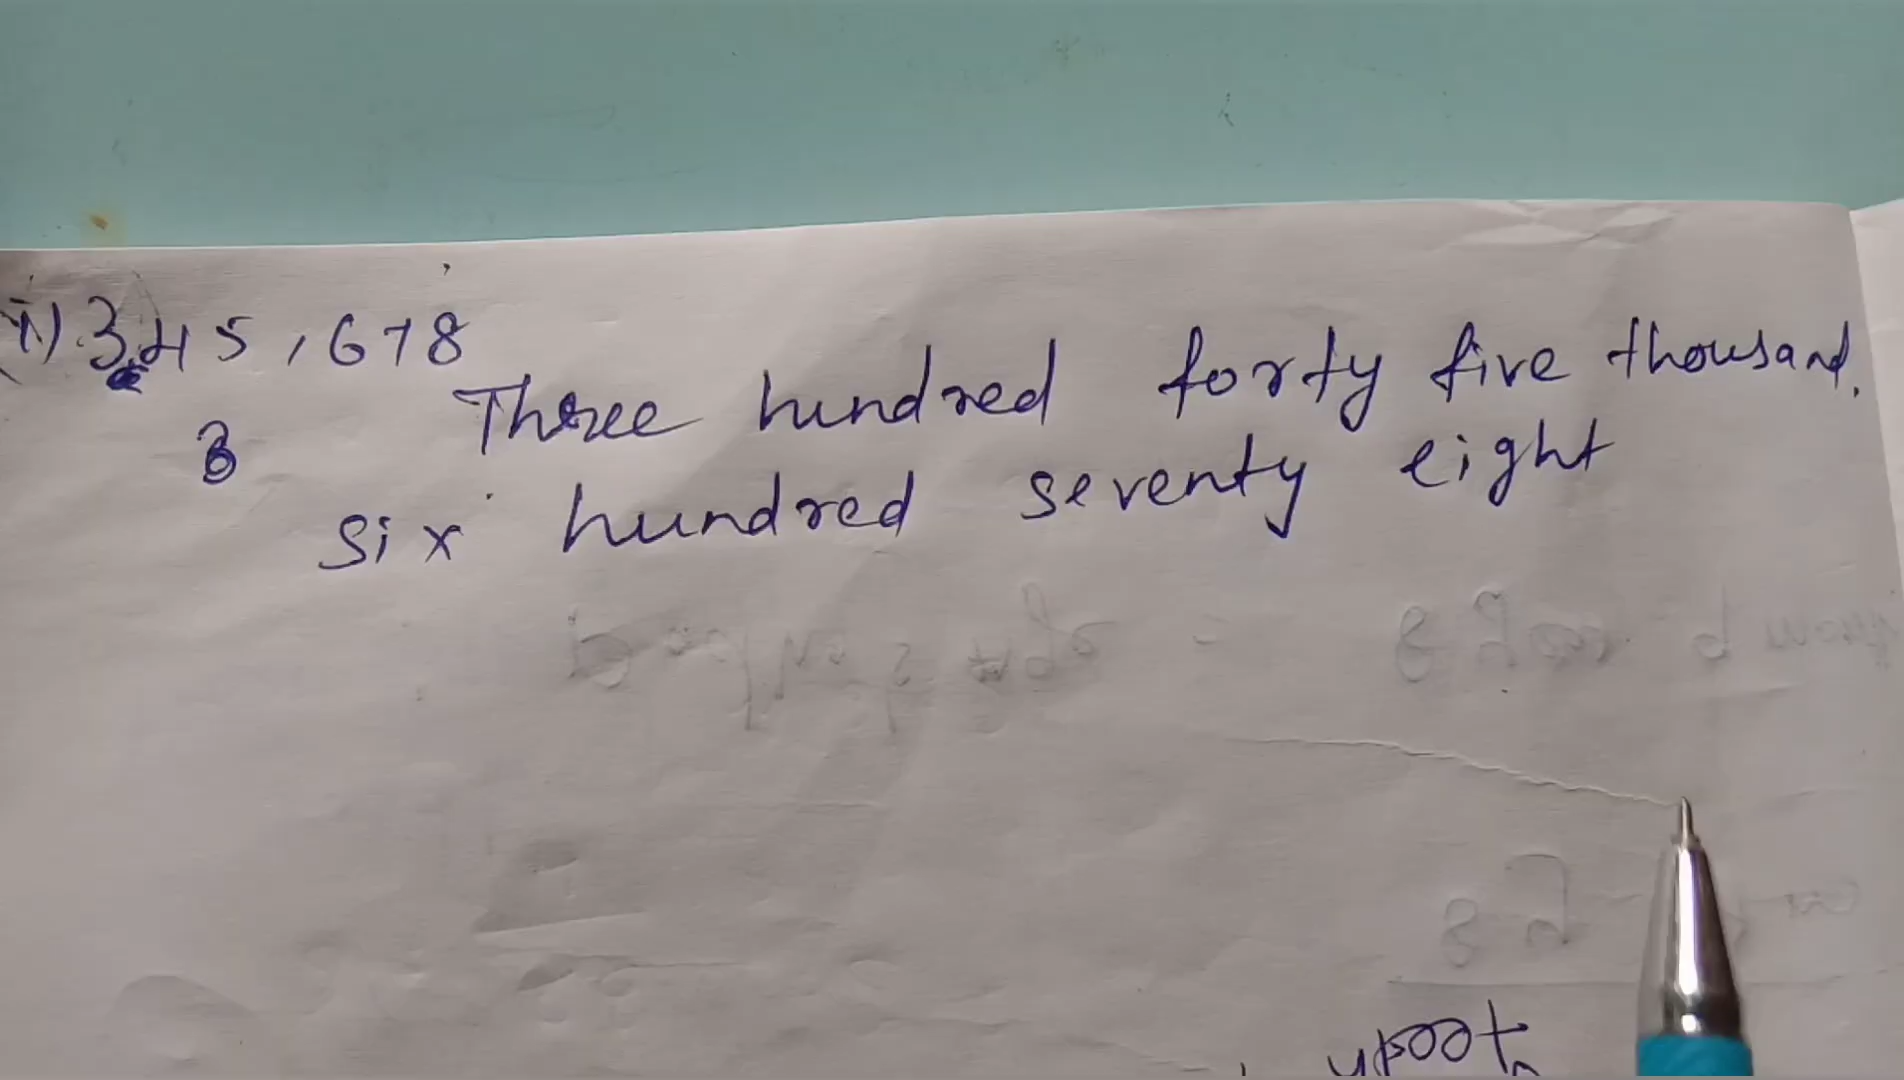 i) 345,678
Three hundred forty five thousand.
3
six hundred seventy eight